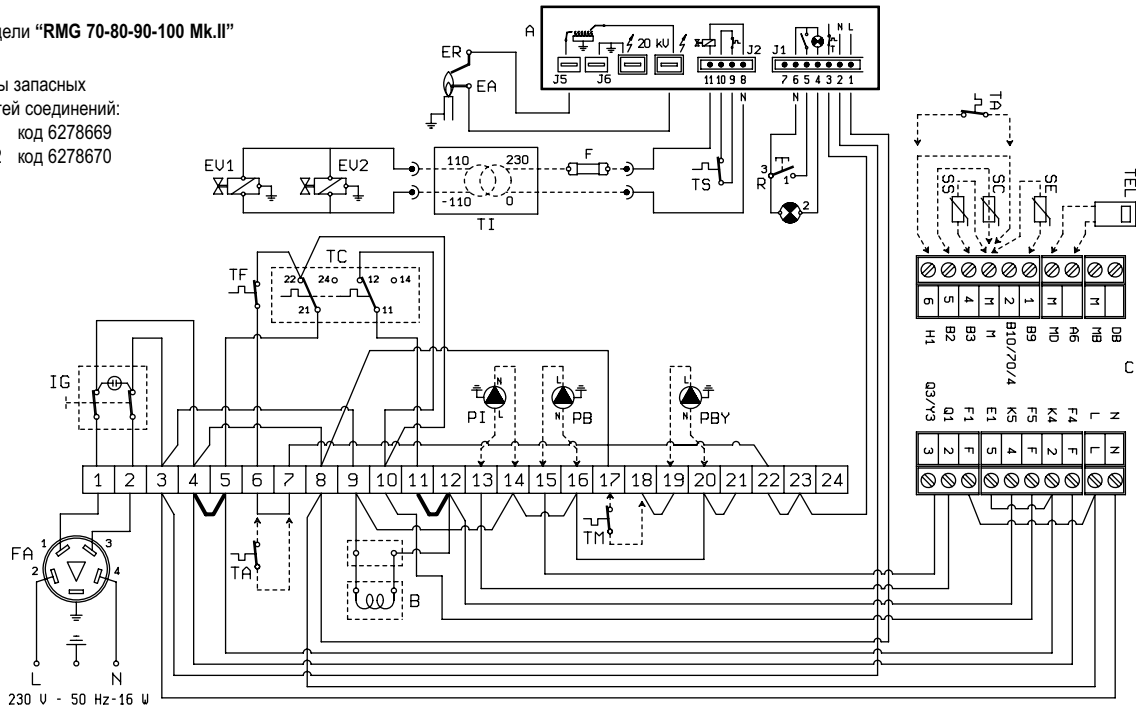 дели “RMG 70-80-90-100 Mk.II”
ы запасных
тей соединений:
код 6278669
2 код 6278670
A
20 kV
J5 J6 J2 J1
11 10 9 8
7 6 5 4 3 2 1
N L
N N
ER
EA
EV1 EV2
110 230
-110 0
TI
F
TS
R
3 1
2
TA
SS SC SE TEL
6 5 4 M 2 1 M M
H1 B2 B3 M B10/70/4 B9 MD A6 MB DB
C
Q3/Y3 Q1 F1 E1 K5 F5 K4 F4 L N
3 2 F 5 4 F 2 F L N
TF
TC
22 24 12 14
21 11
IG
PI PB PBY
N L
L N
L N
1 2 3 4 5 6 7 8 9 10 11 12 13 14 15 16 17 18 19 20 21 22 23 24
FA
1 3
2 4
TA
B
TM
L N
230 V - 50 Hz-16 W